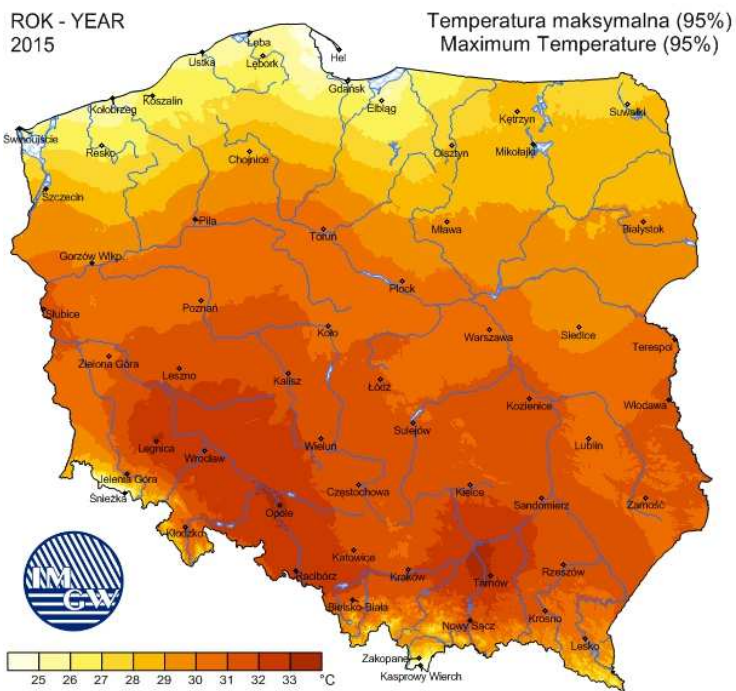 ROK - YEAR
2015
Temperatura maksymalna (95%)
Maximum Temperature (95%)
Łeba
Hel
Ustka
Lębork
Gdańsk
Koszalin
Kołobrzeg
Elbląg
Suwałki
Kętrzyn
Świnoujście
Resko
Chojnice
Olsztyn
Mikołajki
Szczecin
Piła
Toruń
Mława
Białystok
Gorzów Wlkp.
Płock
Poznań
Słubice
Koło
Warszawa
Siedlce
Terespol
Zielona Góra
Leszno
Kalisz
Łódź
Kozienice
Włodawa
Sulejów
Legnica
Wrocław
Wieluń
Lublin
Jelenia Góra
Śnieżka
Częstochowa
Kielce
Sandomierz
Zamość
Opole
Kłodzko
Katowice
Racibórz
Kraków
Tarnów
Rzeszów
Bielsko-Biała
Nowy Sącz
Krosno
Lesko
Zakopane
Kasprowy Wierch
IM
GW
25 26 27 28 29 30 31 32 33 °C